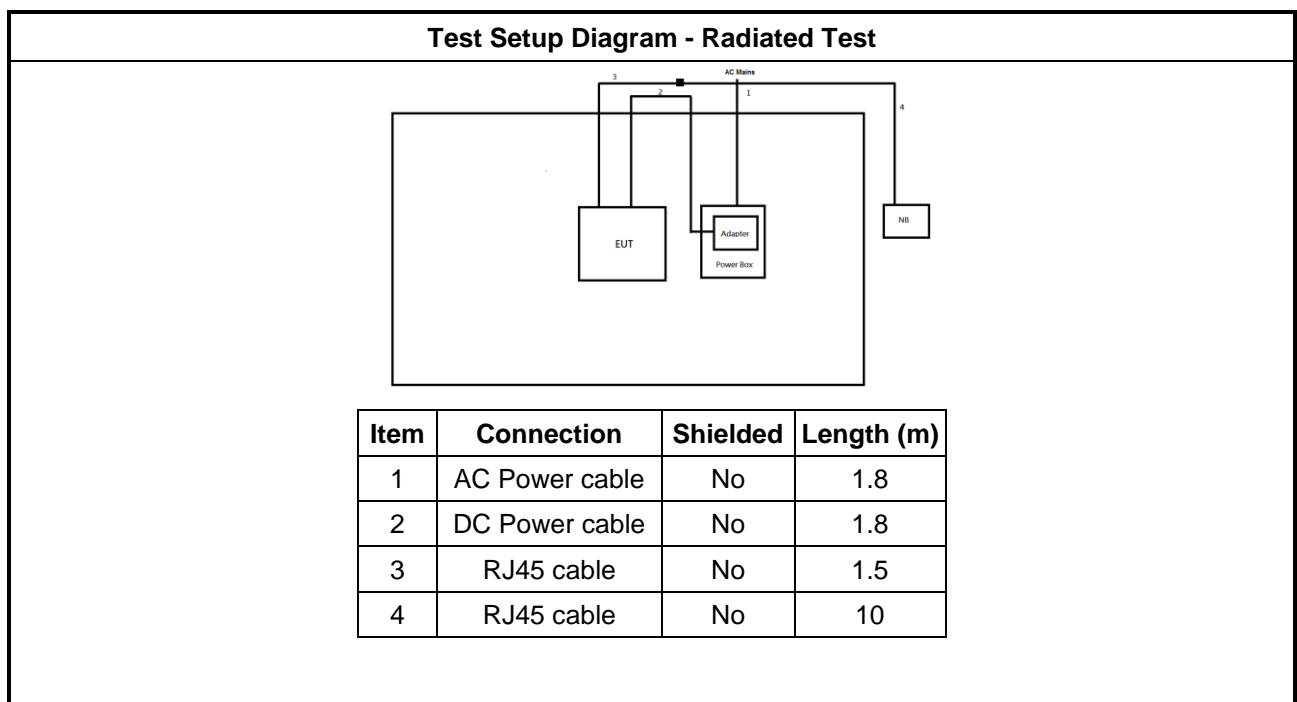 Test Setup Diagram - Radiated Test
AC Mains
3
2
1
4
EUT
Adapter
Power Box
NB
Item Connection Shielded Length (m)
1 AC Power cable No 1.8
2 DC Power cable No 1.8
3 RJ45 cable No 1.5
4 RJ45 cable No 10